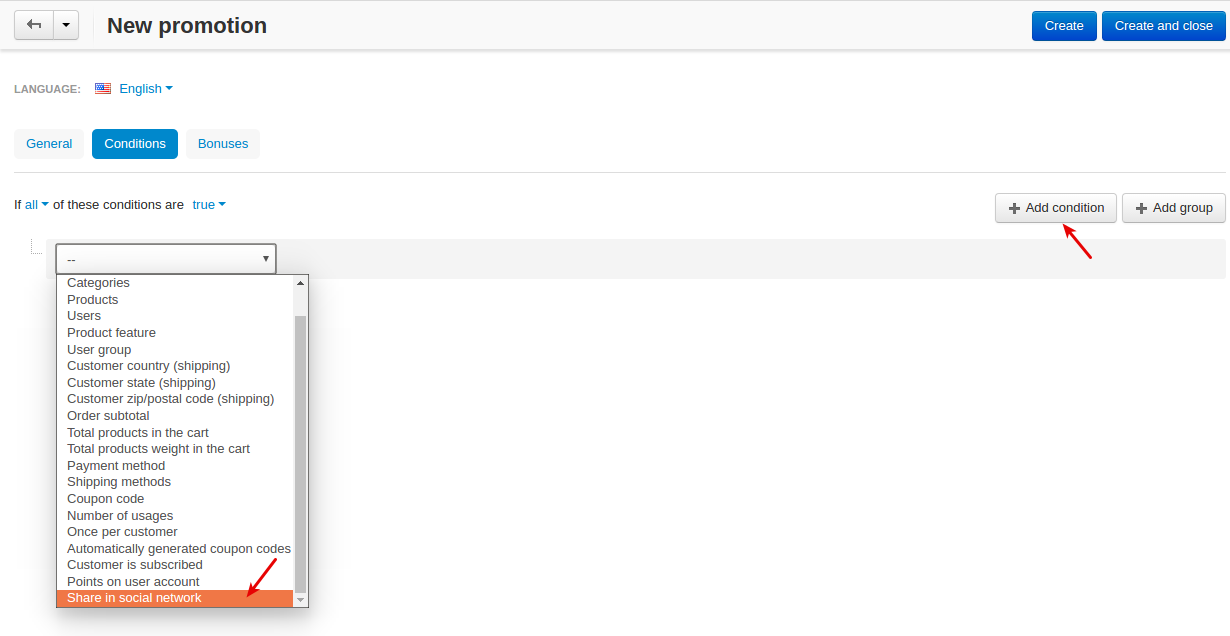 New promotion
Create
Create and close
LANGUAGE: English
General
Conditions
Bonuses
If all of these conditions are true
Add condition
Add group
--
Categories
Products
Users
Product feature
User group
Customer country (shipping)
Customer state (shipping)
Customer zip/postal code (shipping)
Order subtotal
Total products in the cart
Total products weight in the cart
Payment method
Shipping methods
Coupon code
Number of usages
Once per customer
Automatically generated coupon codes
Customer is subscribed
Points on user account
Share in social network